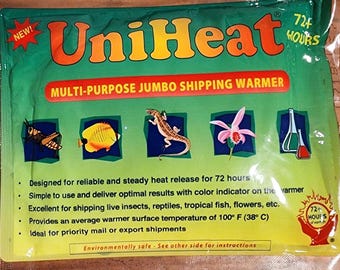 NEW!
UniHeat®
72+
HOURS
MULTI-PURPOSE JUMBO SHIPPING WARMER
• Designed for reliable and steady heat release for 72 hours
• Simple to use and deliver optimal results with color indicator on the warmer
• Excellent for shipping live insects, reptiles, tropical fish, flowers, etc.
• Provides an average warmer surface temperature of 100° F (38° C)
• Ideal for priority mail or export shipments
72+
HOURS
Environmentally safe - See other side for instructions